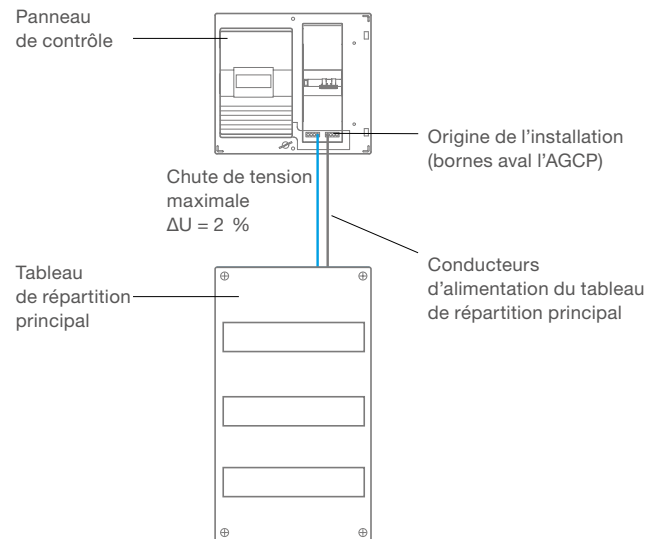 Panneau
de contrôle
Origine de l'installation
(bornes aval l'AGCP)
Chute de tension
maximale
ΔU = 2 %
Tableau
de répartition
principal
Conducteurs
d'alimentation du tableau
de répartition principal